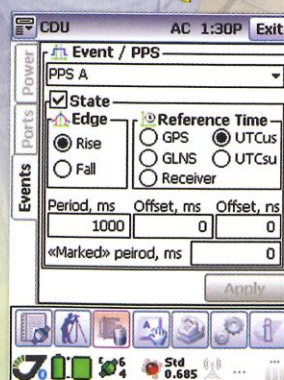 CDU AC 1:30P Exit
Power
Ports
Events
Event / PPS
PPS A
State
Edge
Rise
Fall
Reference Time
GPS UTCus
GLNS UTCsu
Receiver
Period, ms Offset, ms Offset, ns
1000 0 0
«Marked» peirod, ms 0
Apply
6
4
Std
0.685
...